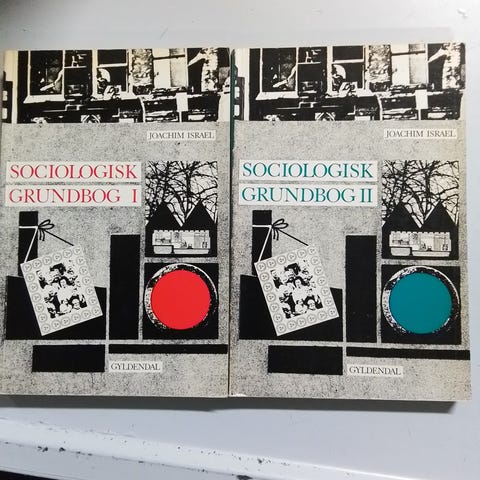 JOACHIM ISRAEL
SOCIOLOGISK
GRUNDBOG I
GYLDENDAL
JOACHIM ISRAEL
SOCIOLOGISK
GRUNDBOG II
GYLDENDAL